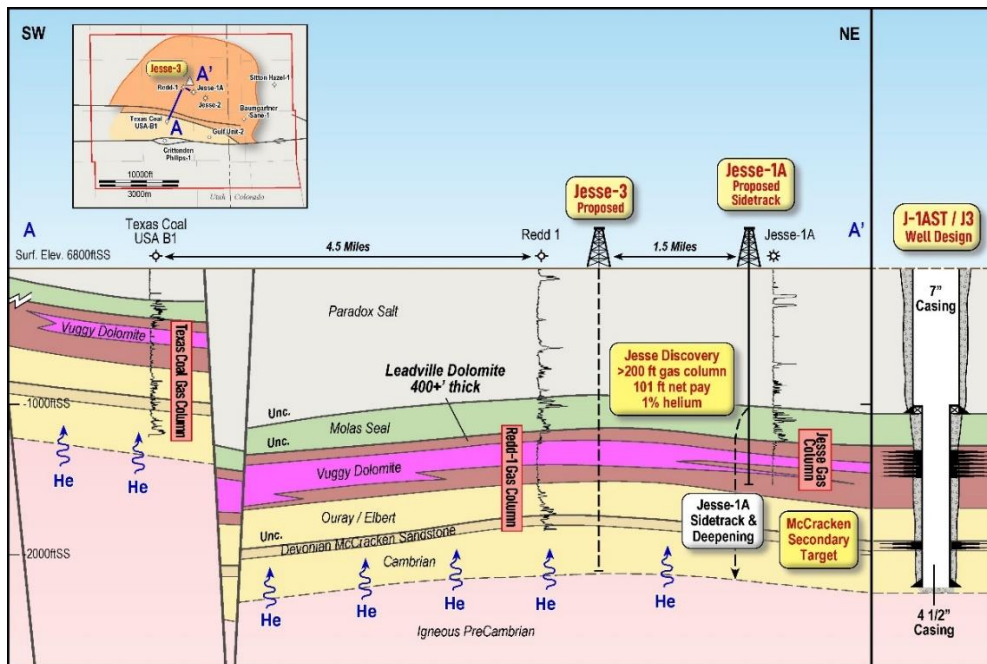 SW
NE
Jesse-3
A'
Redd-1
Jesse-1A
Jesse-2
Sitton Hazel-1
Texas Coal
USA-B1
A
Baumgartner
Sane-1
Gulf Unit-2
Crittenden
Philips-1
10000ft
3000m
Utah
Colorado
Jesse-3
Proposed
Jesse-1A
Proposed
Sidetrack
J-1AST / J3
Well Design
A
Texas Coal
USA B1
4.5 Miles
Redd 1
1.5 Miles
Jesse-1A
A'
Surf. Elev. 6800ftSS
7" Casing
Paradox Salt
Vuggy Dolomite
Texas Coal Gas Column
Leadville Dolomite
400+' thick
Jesse Discovery
>200 ft gas column
101 ft net pay
1% helium
-1000ftSS
Unc.
Molas Seal
Unc.
Vuggy Dolomite
Redd-1 Gas Column
Jesse Gas Column
He
He
Ouray / Elbert
Unc.
Devonian McCracken Sandstone
Jesse-1A
Sidetrack &
Deepening
McCracken
Secondary
Target
-2000ftSS
Cambrian
He
He
He
He
He
Igneous PreCambrian
4 1/2"
Casing